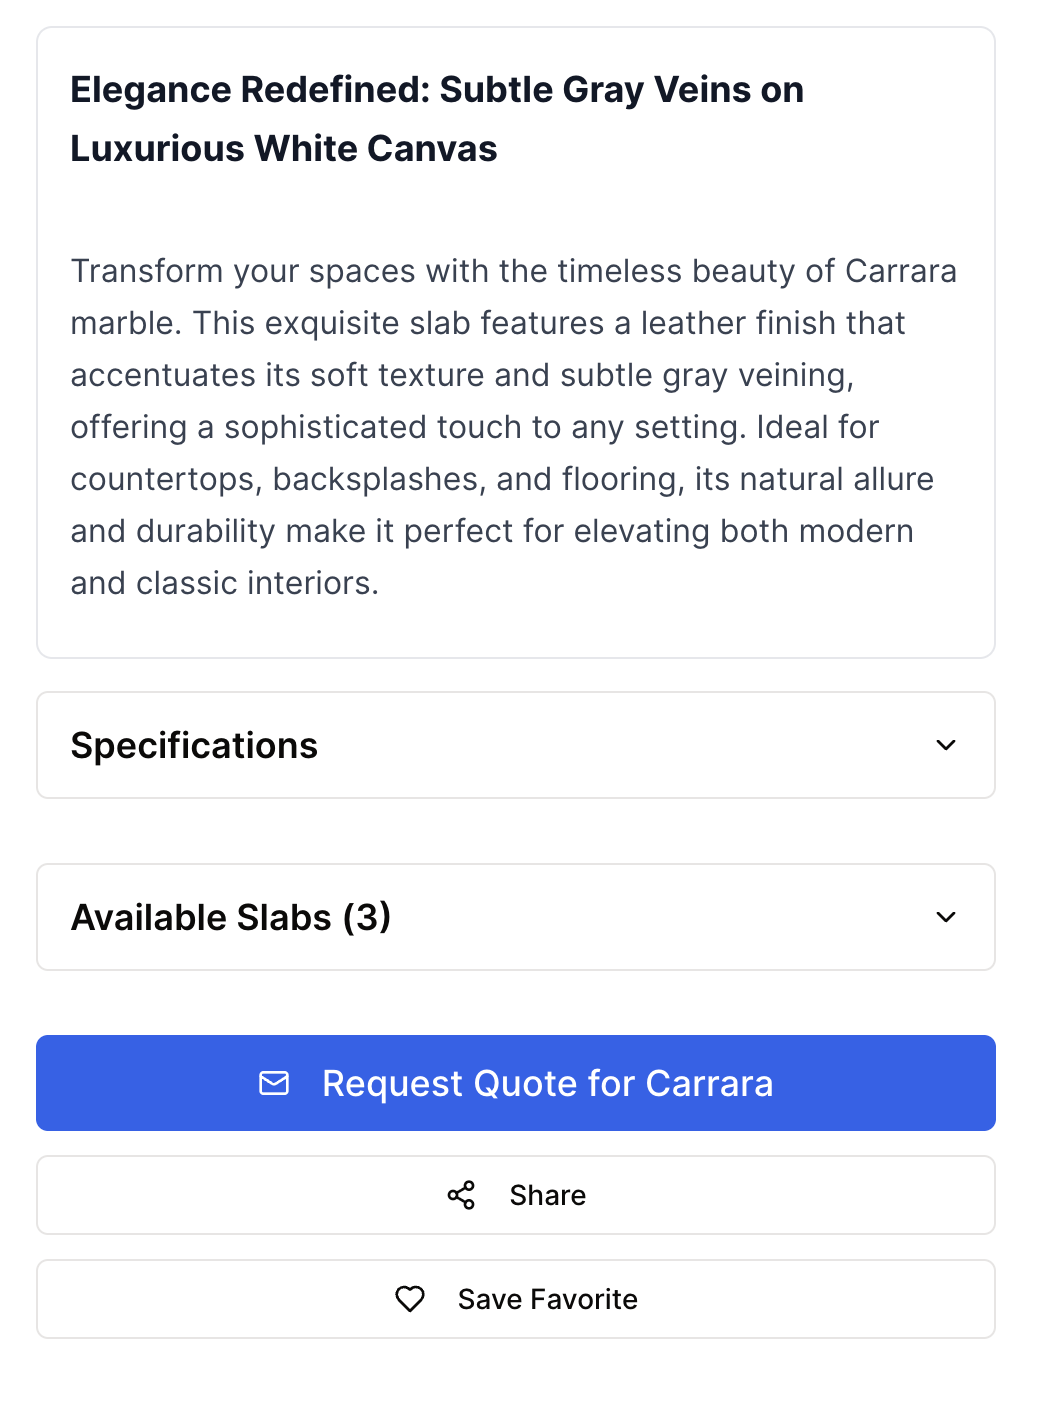 Elegance Redefined: Subtle Gray Veins on
Luxurious White Canvas
Transform your spaces with the timeless beauty of Carrara
marble. This exquisite slab features a leather finish that
accentuates its soft texture and subtle gray veining,
offering a sophisticated touch to any setting. Ideal for
countertops, backsplashes, and flooring, its natural allure
and durability make it perfect for elevating both modern
and classic interiors.
Specifications
Available Slabs (3)
Request Quote for Carrara
Share
Save Favorite